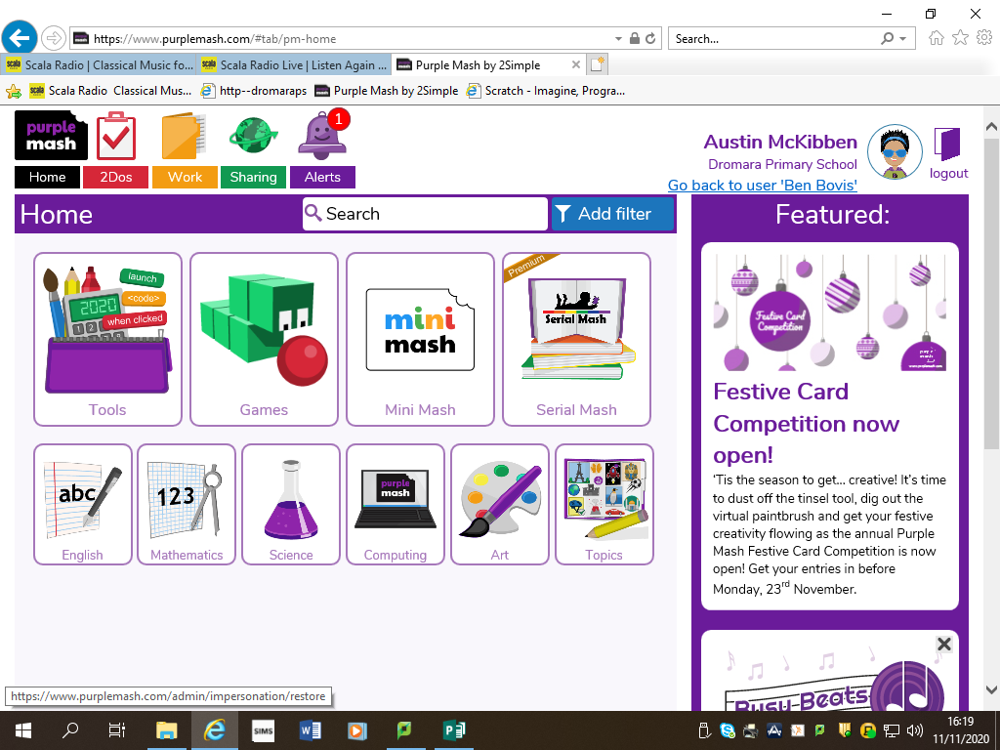 https://www.purplemash.com/#tab/pm-home
Search...
Scala Radio | Classical Music fo...
Scala Radio Live | Listen Again ...
Purple Mash by 2Simple
Scala Radio Classical Mus...
http--dromaraps
Purple Mash by 2Simple
Scratch - Imagine, Progra...
purple
mash
1
Austin McKibben
Dromara Primary School
Go back to user 'Ben Bovis'
logout
Home
2Dos
Work
Sharing
Alerts
Home
Search
Add filter
Featured:
launch
<code>
2020
when clicked
Tools
Games
mini
mash
Mini Mash
Premium
Serial Mash
Serial Mash
Festive Card
Competition
Festive Card
Competition now
open!
'Tis the season to get... creative! It's time
to dust off the tinsel tool, dig out the
virtual paintbrush and get your festive
creativity flowing as the annual Purple
Mash Festive Card Competition is now
open! Get your entries in before
Monday, 23rd November.
abc
English
123
Mathematics
Science
purple
mash
Computing
Art
Topics
Busy Beats
https://www.purplemash.com/admin/impersonation/restore
SIMS
16:19
11/11/2020